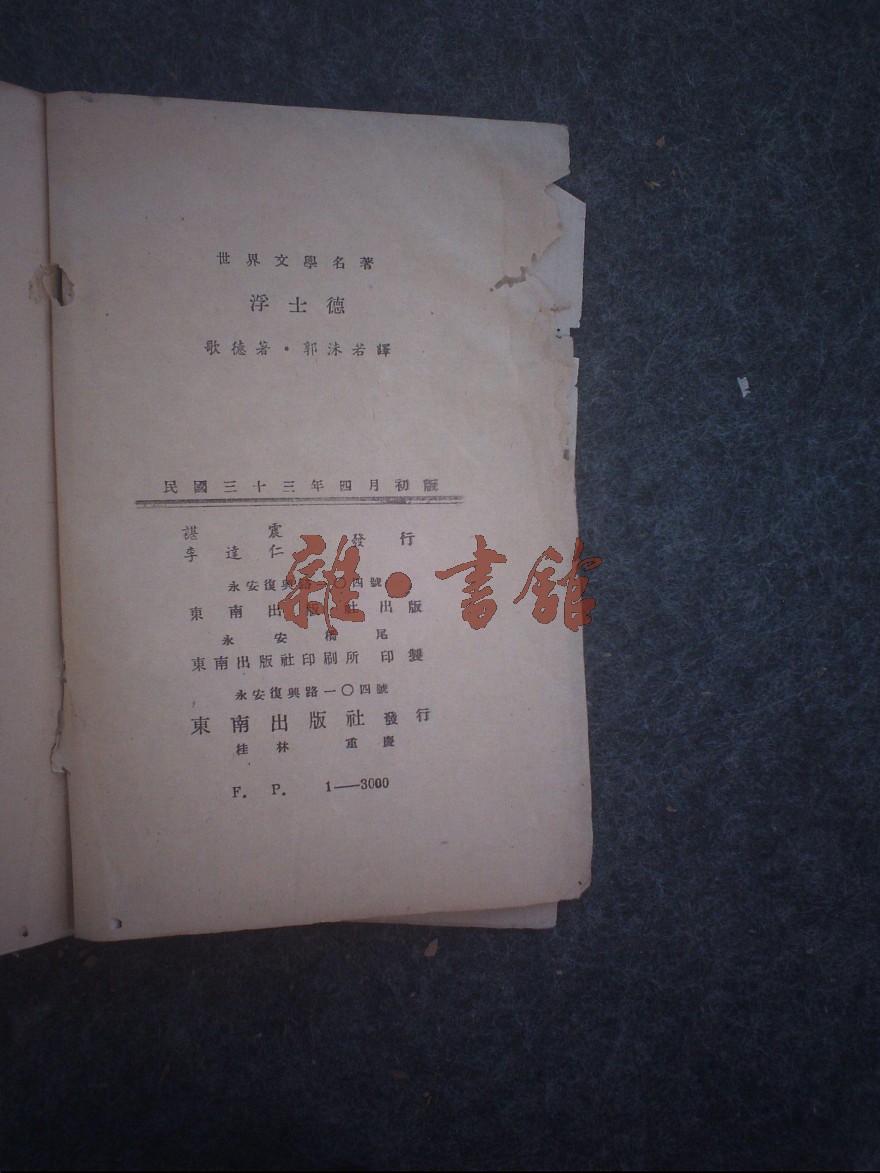 世界文學名著
浮士德
歌德著·郭沫若譯
民國三十三年四月初版
諶震
李達仁 發行
永安復興路一〇四號
東南出版社出版
永安橋尾
東南出版社印刷所 印製
永安復興路一〇四號
東南出版社發行
桂林 重慶
F. P. 1——3000
雜·書館